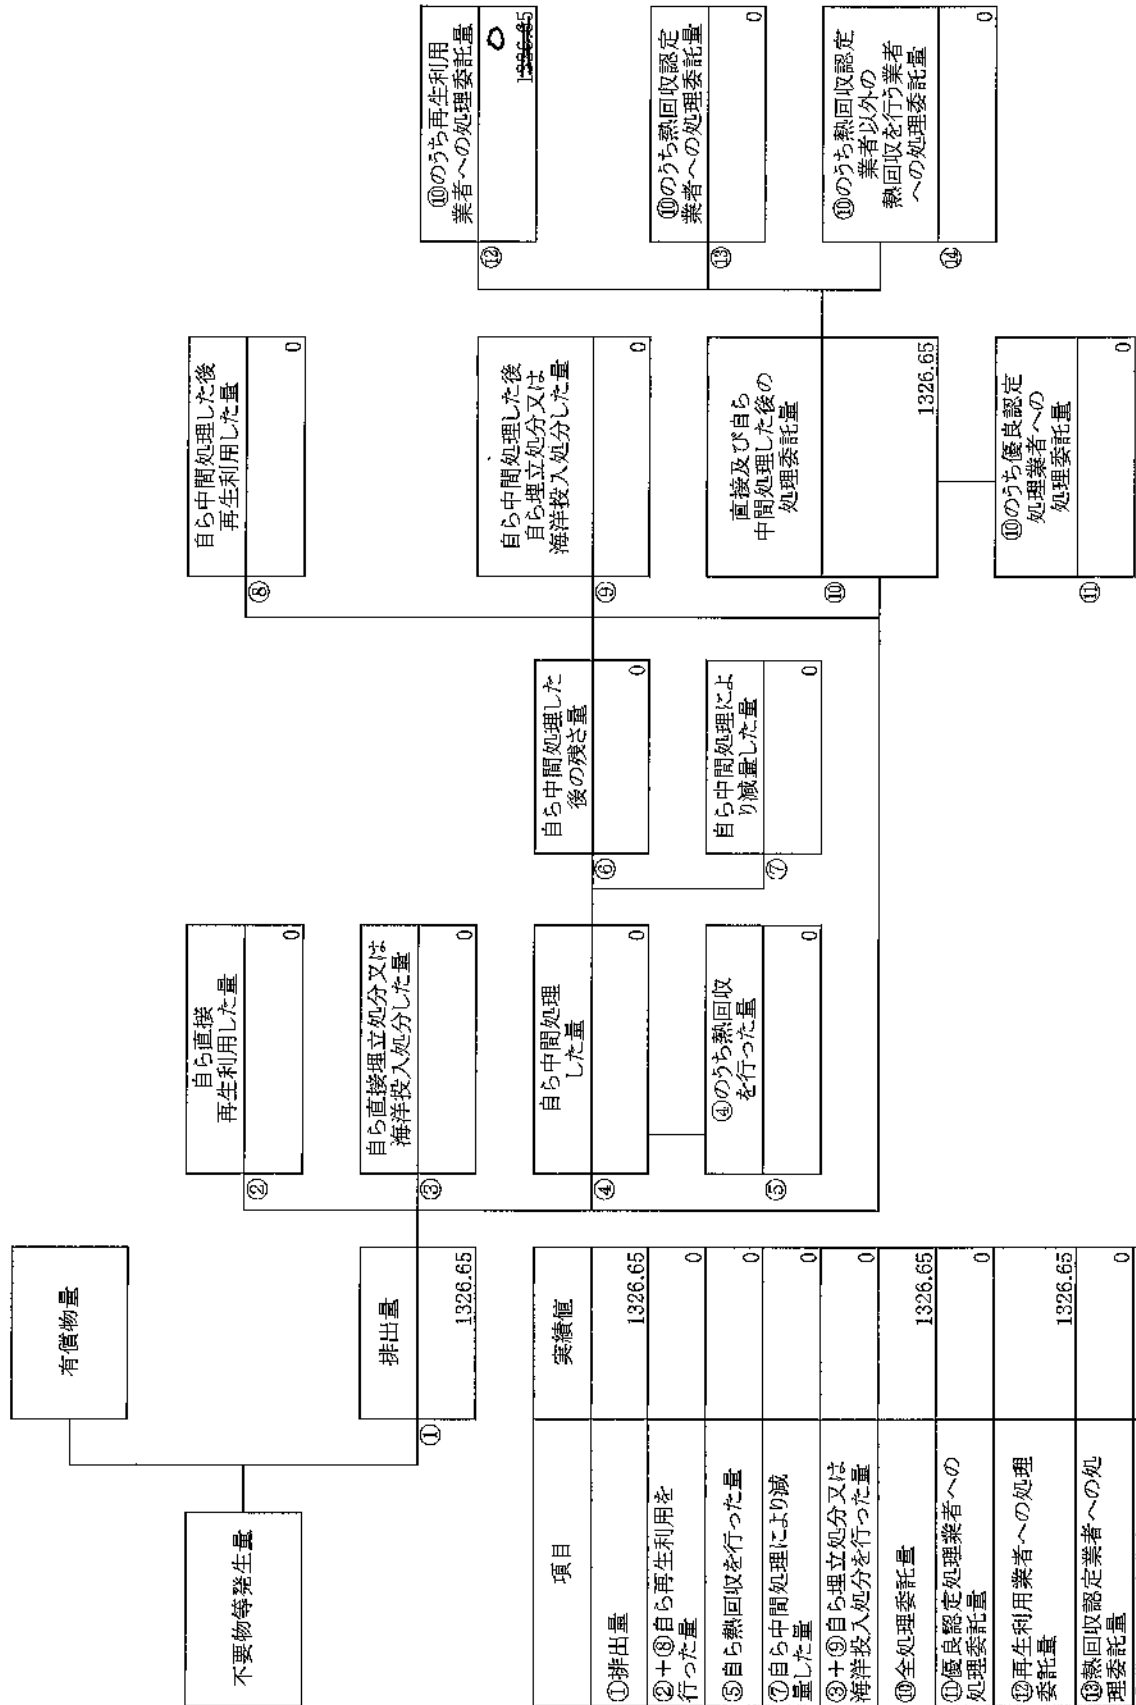 有償物量
不要物等発生量
①
排出量
1326.65
②
自ら直接
再生利用した量
0
③
自ら直接埋立処分又は
海洋投入処分した量
0
④
自ら中間処理
した量
0
⑤
④のうち熱回収
を行った量
0
⑥
自ら中間処理した
後の残さ量
0
⑦
自ら中間処理によ
り減量した量
0
⑧
自ら中間処理した後
再生利用した量
0
⑨
自ら中間処理した後
自ら埋立処分又は
海洋投入処分した量
0
⑩
直接及び自ら
中間処理した後の
処理委託量
1326.65
⑪
⑩のうち優良認定
処理業者への
処理委託量
0
⑫
⑩のうち再生利用
業者への処理委託量
0
1326.65
⑬
⑩のうち熱回収認定
業者への処理委託量
0
⑭
⑩のうち熱回収認定
業者以外の
熱回収を行う業者
への処理委託量
0
項目 実績値
①排出量 1326.65
②+⑧自ら再生利用を
行った量 0
⑤自ら熱回収を行った量 0
⑦自ら中間処理により減
量した量 0
③+⑨自ら埋立処分又は
海洋投入処分を行った量 0
⑩全処理委託量 1326.65
⑪優良認定処理業者への
処理委託量 0
⑫再生利用業者への処理
委託量 1326.65
⑬熱回収認定業者への処
理委託量 0